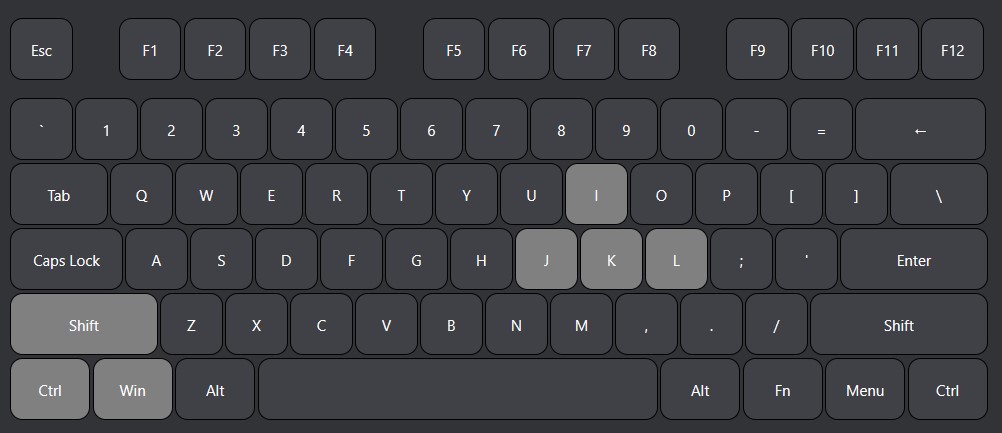 Esc F1 F2 F3 F4 F5 F6 F7 F8 F9 F10 F11 F12
` 1 2 3 4 5 6 7 8 9 0 - = ←
Tab Q W E R T Y U I O P [ ] \
Caps Lock A S D F G H J K L ; ' Enter
Shift Z X C V B N M , . / Shift
Ctrl Win Alt Alt Fn Menu Ctrl